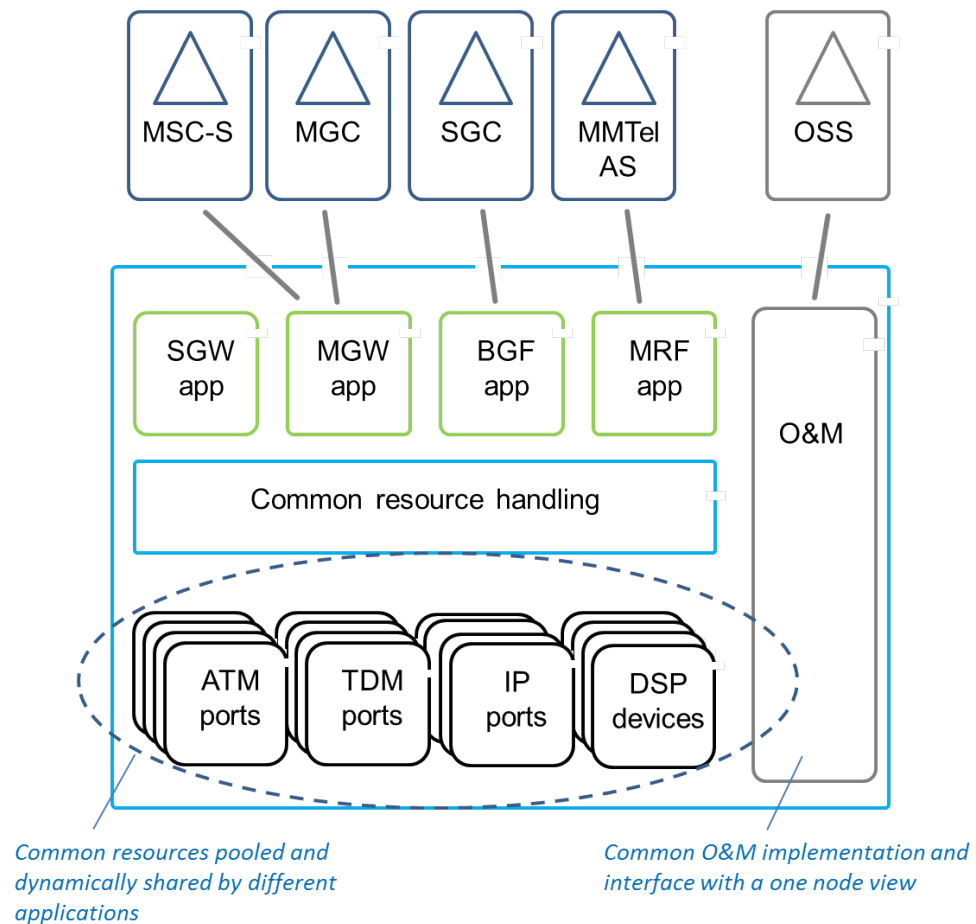 MSC-S
MGC
SGC
MMTel
AS
OSS
SGW
app
MGW
app
BGF
app
MRF
app
O&M
Common resource handling
ATM
ports
TDM
ports
IP
ports
DSP
devices
Common resources pooled and
dynamically shared by different
applications
Common O&M implementation and
interface with a one node view